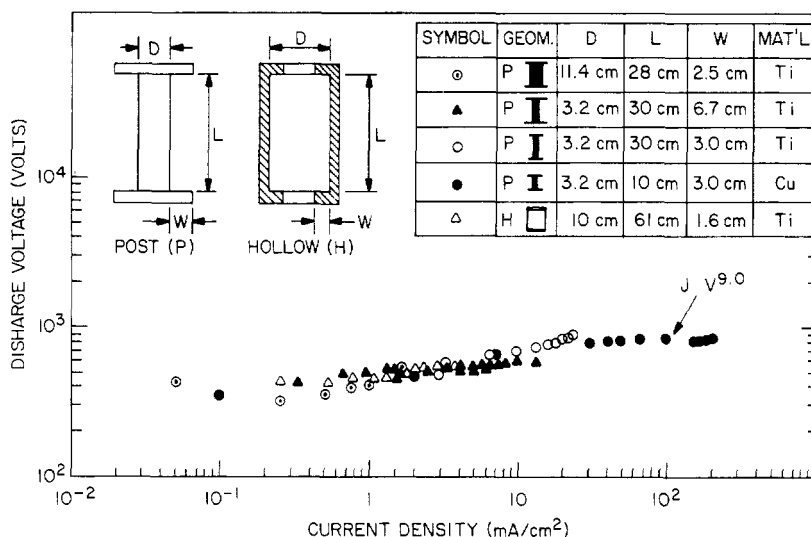 D
D
L
L
W
W
POST (P)
HOLLOW (H)
SYMBOL GEOM. D L W MAT'L
P 11.4 cm 28 cm 2.5 cm Ti
P 3.2 cm 30 cm 6.7 cm Ti
P 3.2 cm 30 cm 3.0 cm Ti
P 3.2 cm 10 cm 3.0 cm Cu
H 10 cm 61 cm 1.6 cm Ti
J V^9.0
DISCHARGE VOLTAGE (VOLTS)
10^4
10^3
10^2
10^-2 10^-1 1 10 10^2
CURRENT DENSITY (mA/cm^2)